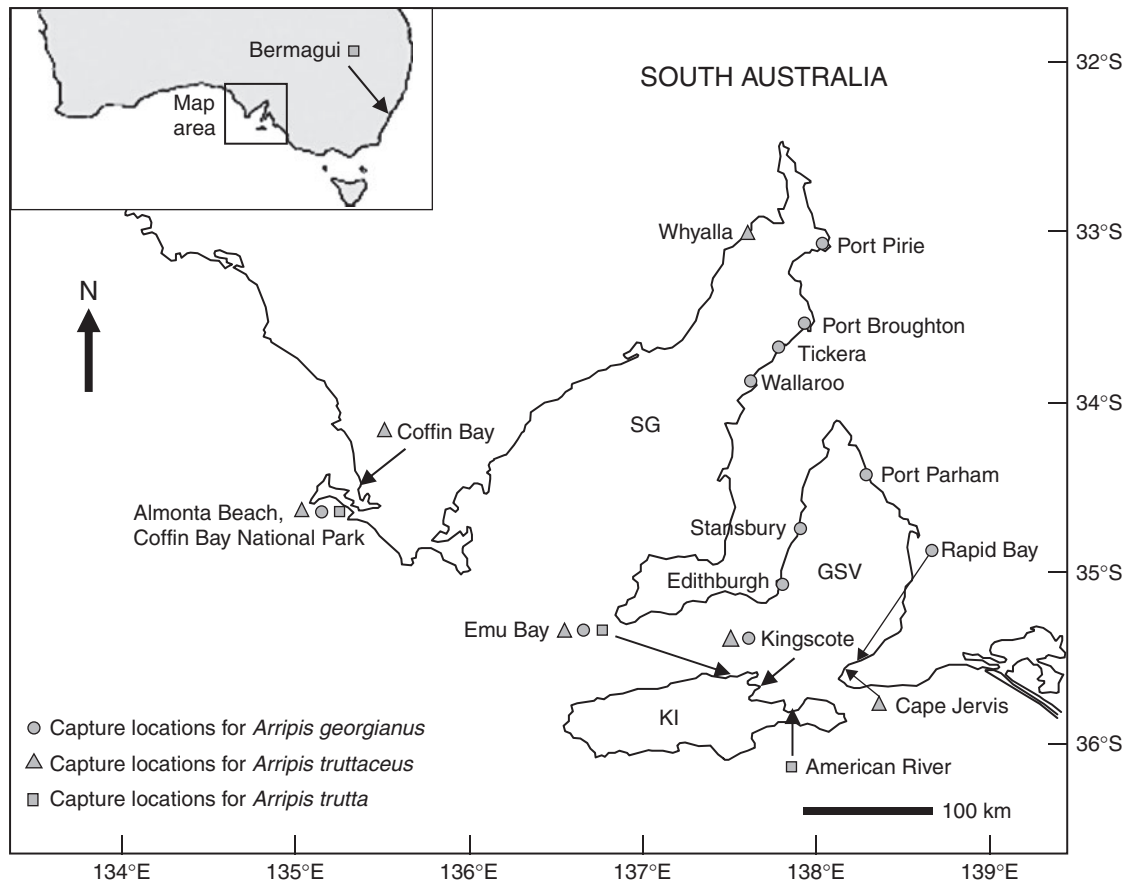 Bermagui
Map
area
SOUTH AUSTRALIA
32°S
33°S
34°S
35°S
36°S
N
Whyalla
Port Pirie
Port Broughton
Tickera
Wallaroo
SG
Coffin Bay
Almonta Beach,
Coffin Bay National Park
Port Parham
Stansbury
Rapid Bay
Edithburgh
GSV
Emu Bay
Kingscote
KI
Cape Jervis
American River
Capture locations for Arripis georgianus
Capture locations for Arripis truttaceus
Capture locations for Arripis trutta
100 km
134°E
135°E
136°E
137°E
138°E
139°E